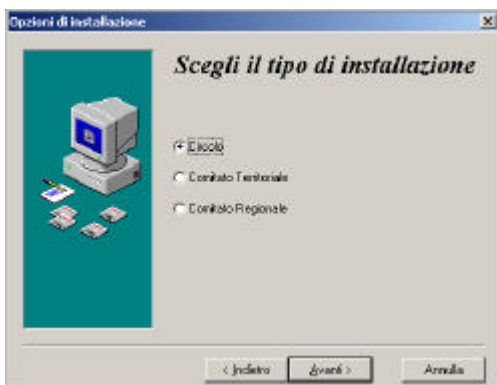 Opzioni di installazione
Scegli il tipo di installazione
Circolo
Comitato Territoriale
Comitato Regionale
< Indietro
Avanti >
Annulla